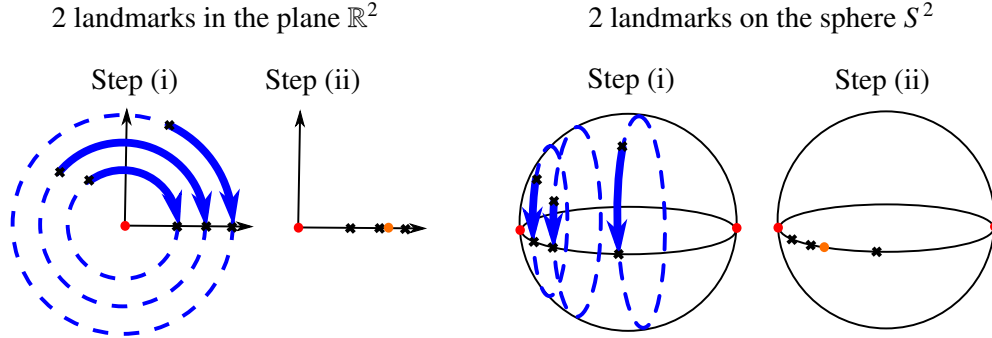 2 landmarks in the plane ℝ²
2 landmarks on the sphere S²
Step (i)
Step (ii)
Step (i)
Step (ii)